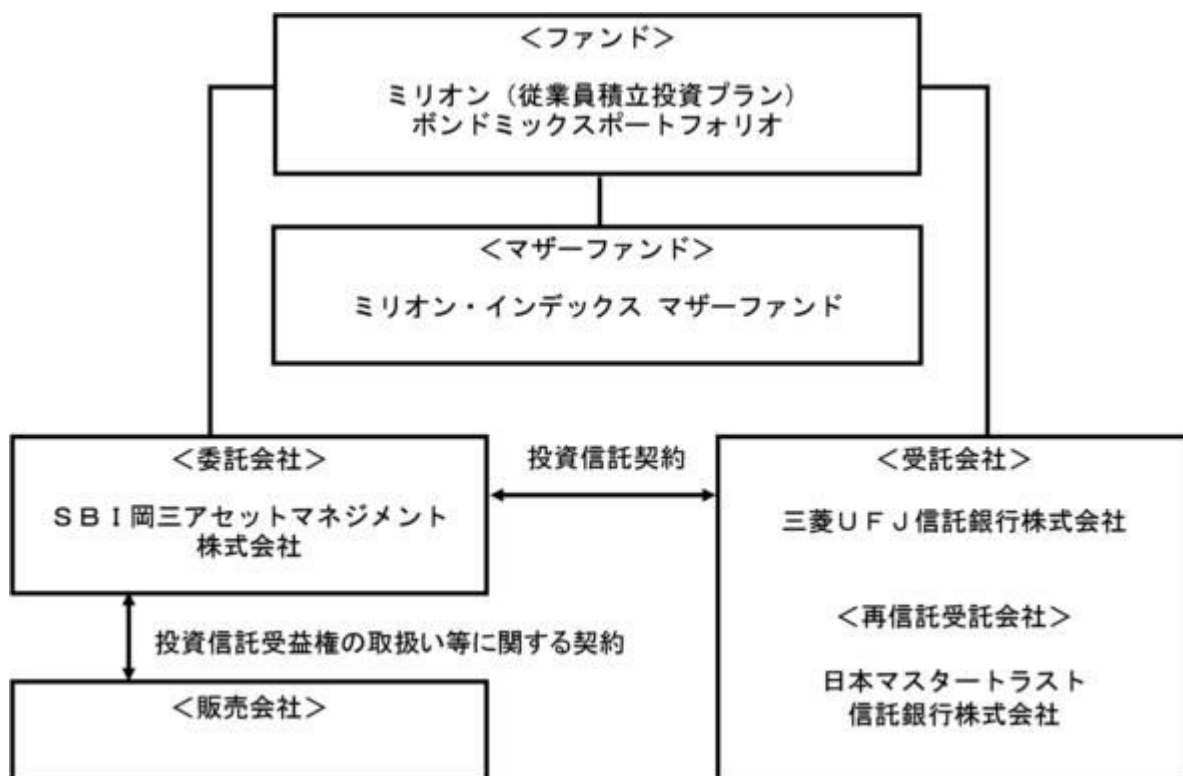 ＜ファンド＞
ミリオン（従業員積立投資プラン）
ボンドミックスポートフォリオ
＜マザーファンド＞
ミリオン・インデックス マザーファンド
＜委託会社＞
ＳＢＩ岡三アセットマネジメント
株式会社
投資信託契約
＜受託会社＞
三菱ＵＦＪ信託銀行株式会社
＜再信託受託会社＞
日本マスタートラスト
信託銀行株式会社
投資信託受益権の取扱い等に関する契約
＜販売会社＞